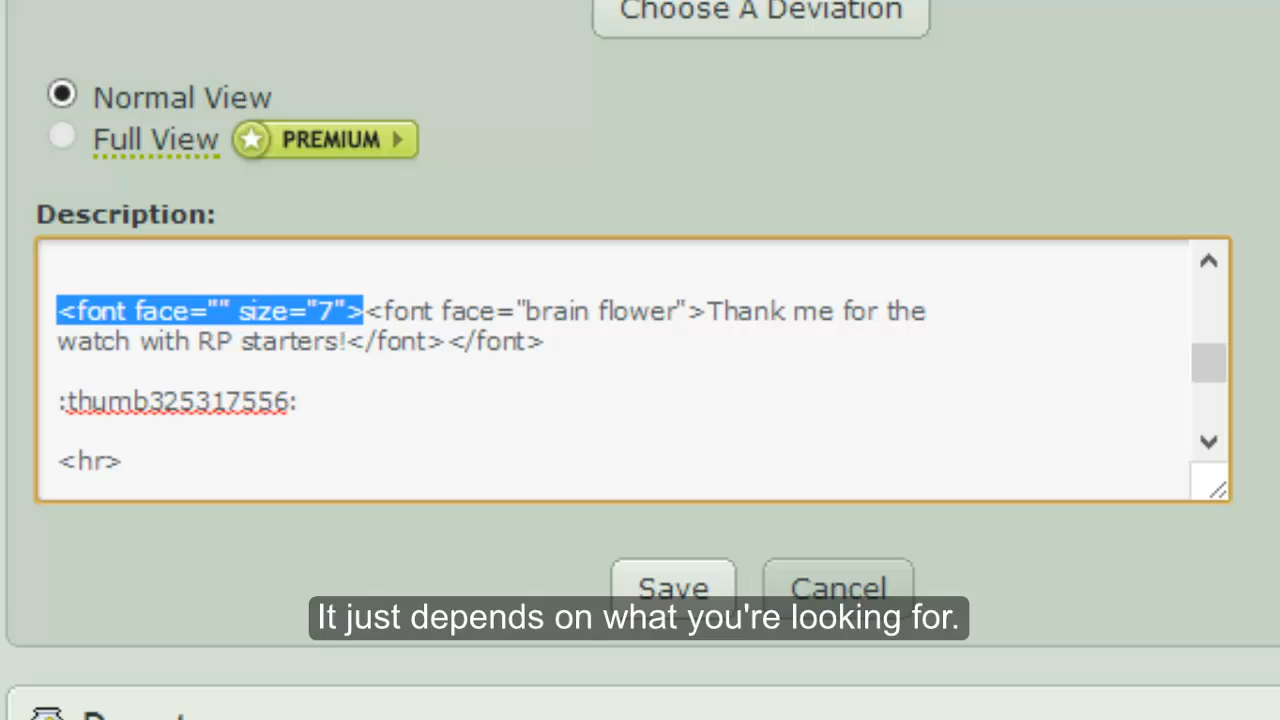 Choose A Deviation
Normal View
Full View PREMIUM
Description:
<font face="" size="7"><font face="brain flower">Thank me for the
watch with RP starters!</font></font>
:thumb325317556:
<hr>
Save Cancel
It just depends on what you're looking for.